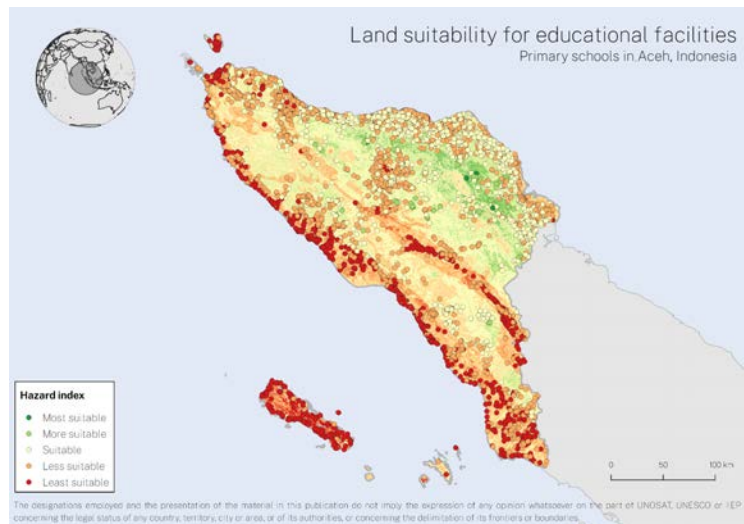 Land suitability for educational facilities
Primary schools in Aceh, Indonesia
Hazard index
Most suitable
More suitable
Suitable
Less suitable
Least suitable
0 50 100 km
The designations employed and the presentation of the material in this publication do not imply the expression of any opinion whatsoever on the part of UNOSAT, UNESCO or IIEP
concerning the legal status of any country, territory, city or area, or of its authorities, or concerning the delimitation of its frontiers or boundaries.